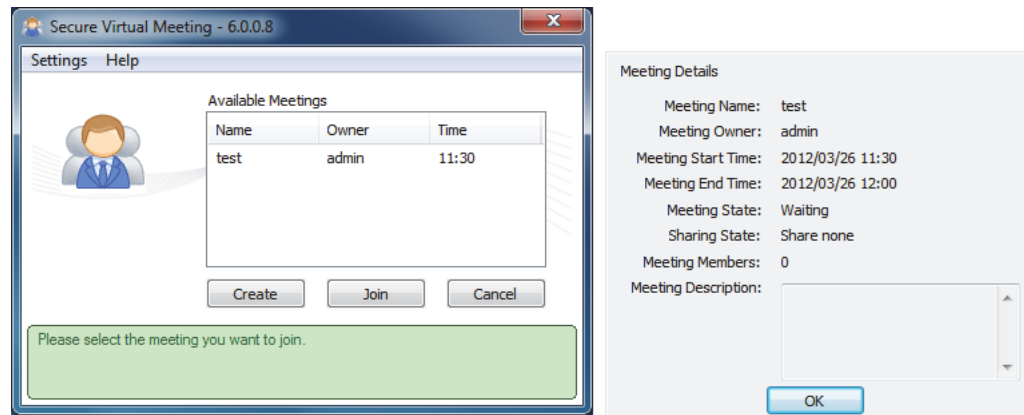 Secure Virtual Meeting - 6.0.0.8
Settings Help
Available Meetings
Name Owner Time
test admin 11:30
Create Join Cancel
Please select the meeting you want to join.
Meeting Details
Meeting Name: test
Meeting Owner: admin
Meeting Start Time: 2012/03/26 11:30
Meeting End Time: 2012/03/26 12:00
Meeting State: Waiting
Sharing State: Share none
Meeting Members: 0
Meeting Description:
OK